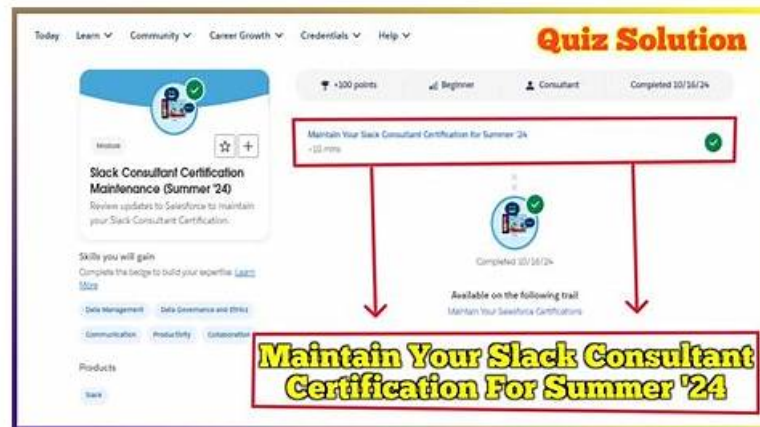 Today Learn Community Career Growth Credentials Help
Quiz Solution
+100 points Beginner Consultant Completed 10/16/24
Maintain Your Slack Consultant Certification for Summer '24
~10 mins
Module
Slack Consultant Certification
Maintenance (Summer '24)
Review updates to Salesforce to maintain
your Slack Consultant Certification.
Completed 10/16/24
Skills you will gain
Complete the badge to build your expertise. Learn
More
Available on the following trail
Maintain Your Salesforce Certifications
Data Management Data Governance and Ethics
Communication Productivity Collaboration
Maintain Your Slack Consultant
Certification For Summer '24
Products
Slack